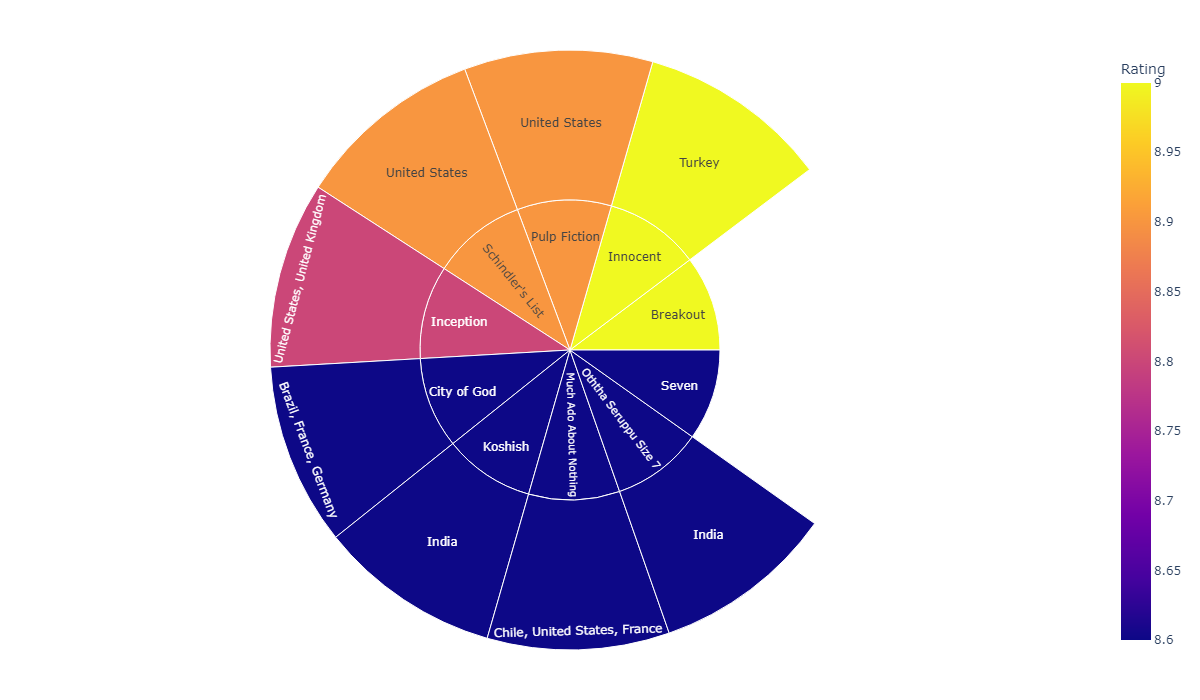 Rating
9
8.95
8.9
8.85
8.8
8.75
8.7
8.65
8.6
United States
United States
Turkey
United States, United Kingdom
Pulp Fiction
Schindler's List
Innocent
Inception
Breakout
City of God
Koshish
Much Ado About Nothing
Oththa Seruppu Size 7
Seven
Brazil, France, Germany
India
Chile, United States, France
India